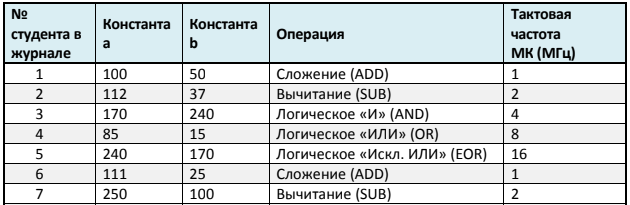 № студента в журнале Константа a Константа b Операция Тактовая частота МК (МГц)
1 100 50 Сложение (ADD) 1
2 112 37 Вычитание (SUB) 2
3 170 240 Логическое «И» (AND) 4
4 85 15 Логическое «ИЛИ» (OR) 8
5 240 170 Логическое «Искл. ИЛИ» (EOR) 16
6 111 25 Сложение (ADD) 1
7 250 100 Вычитание (SUB) 2